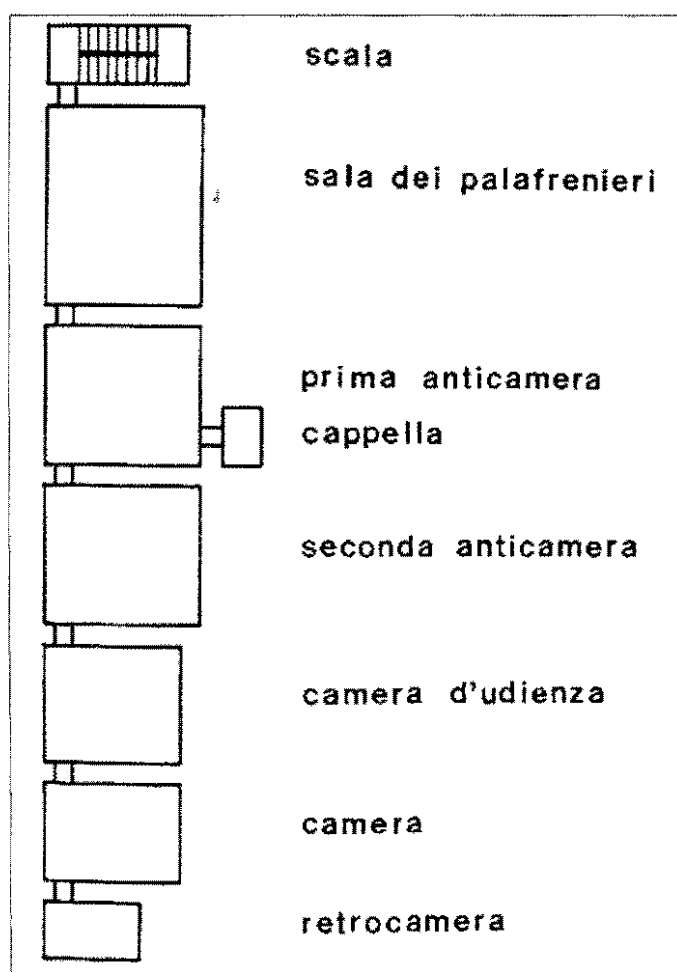 scala
sala dei palafrenieri
prima anticamera
cappella
seconda anticamera
camera d'udienza
camera
retrocamera